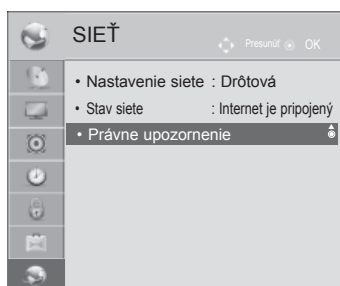 SIEŤ
Presunúť OK
• Nastavenie siete : Drôtová
• Stav siete : Internet je pripojený
• Právne upozornenie